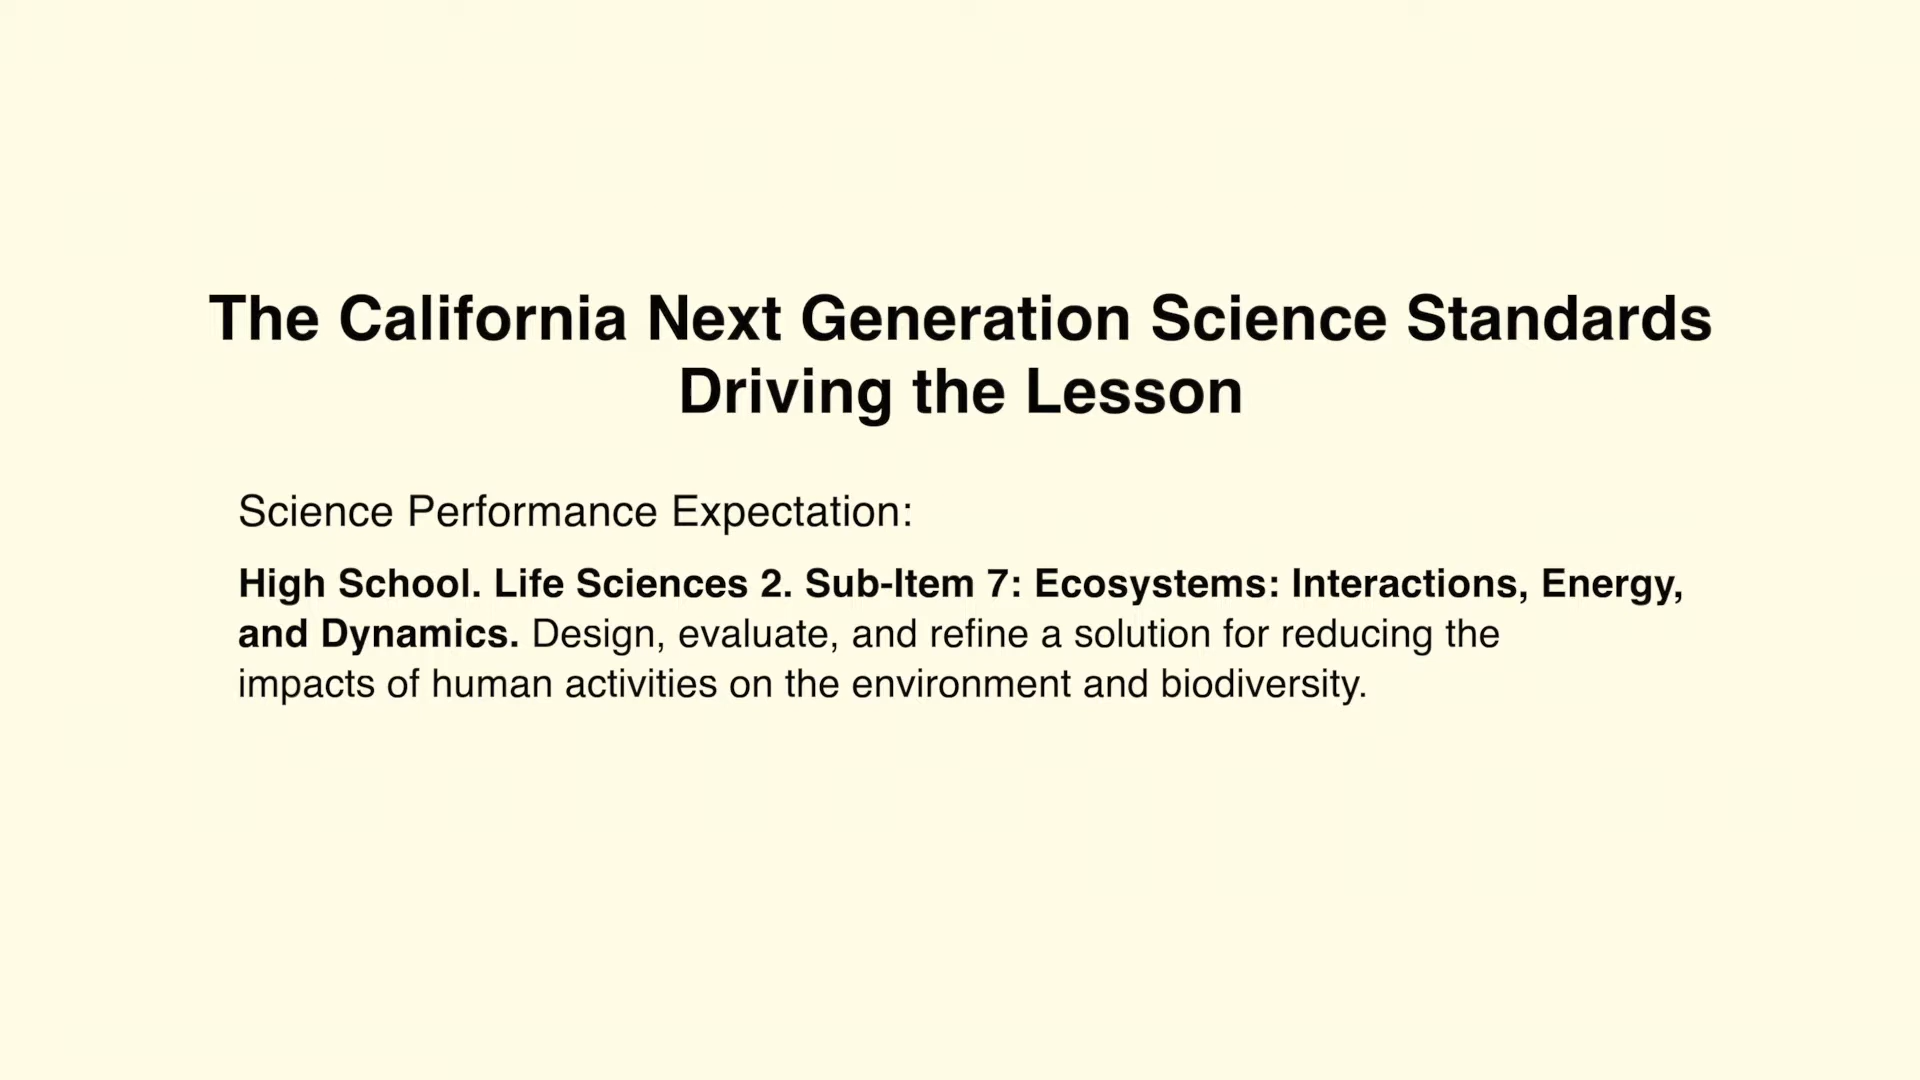 The California Next Generation Science Standards
Driving the Lesson
Science Performance Expectation:
High School. Life Sciences 2. Sub-Item 7: Ecosystems: Interactions, Energy,
and Dynamics. Design, evaluate, and refine a solution for reducing the
impacts of human activities on the environment and biodiversity.